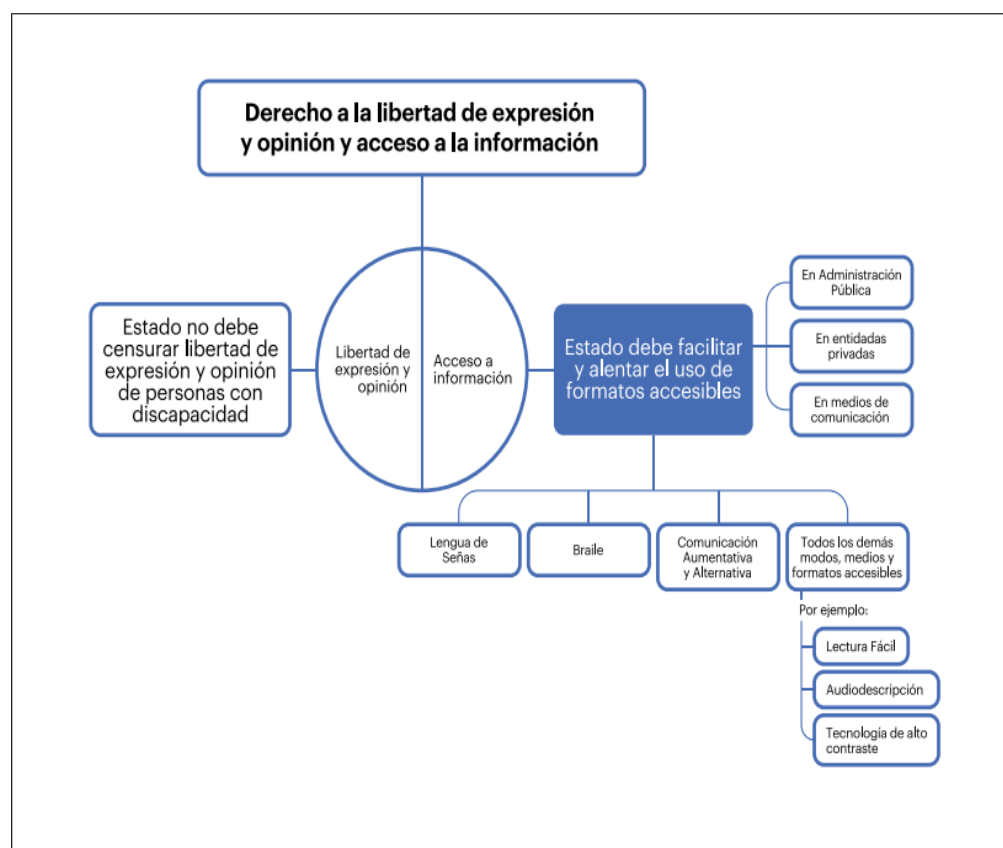 Derecho a la libertad de expresión
y opinión y acceso a la información
Estado no debe
censurar libertad de
expresión y opinión
de personas con
discapacidad
Libertad de
expresión y
opinión
Acceso a
información
Estado debe facilitar
y alentar el uso de
formatos accesibles
En Administración
Pública
En entidadas
privadas
En medios de
comunicación
Lengua de
Señas
Braile
Comunicación
Aumentativa
y Alternativa
Todos los demás
modos, medios y
formatos accesibles
Por ejemplo:
Lectura Fácil
Audiodescripción
Tecnologia de alto
contraste